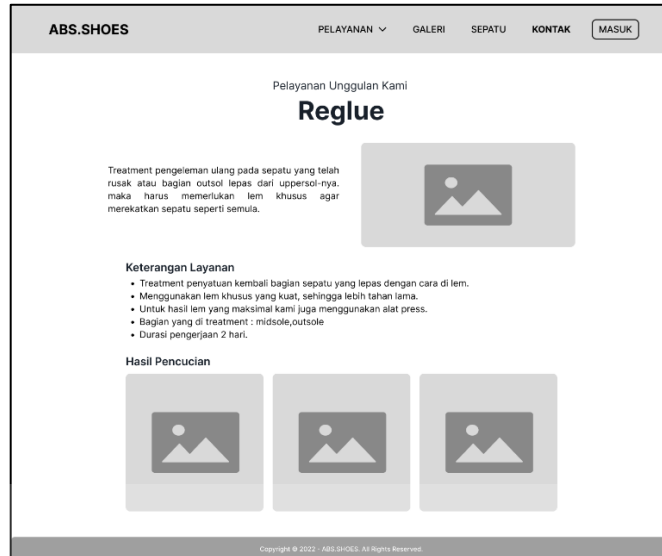 ABS.SHOES PELAYANAN GALERI SEPATU KONTAK MASUK
Pelayanan Unggulan Kami
Reglue
Treatment pengeleman ulang pada sepatu yang telah
rusak atau bagian outsol lepas dari uppersol-nya.
maka harus memerlukan lem khusus agar
merekatkan sepatu seperti semula.
Keterangan Layanan
• Treatment penyatuan kembali bagian sepatu yang lepas dengan cara di lem.
• Menggunakan lem khusus yang kuat, sehingga lebih tahan lama.
• Untuk hasil lem yang maksimal kami juga menggunakan alat press.
• Bagian yang di treatment : midsole,outsole
• Durasi pengerjaan 2 hari.
Hasil Pencucian
Copyright © 2022 - ABS.SHOES. All Rights Reserved.